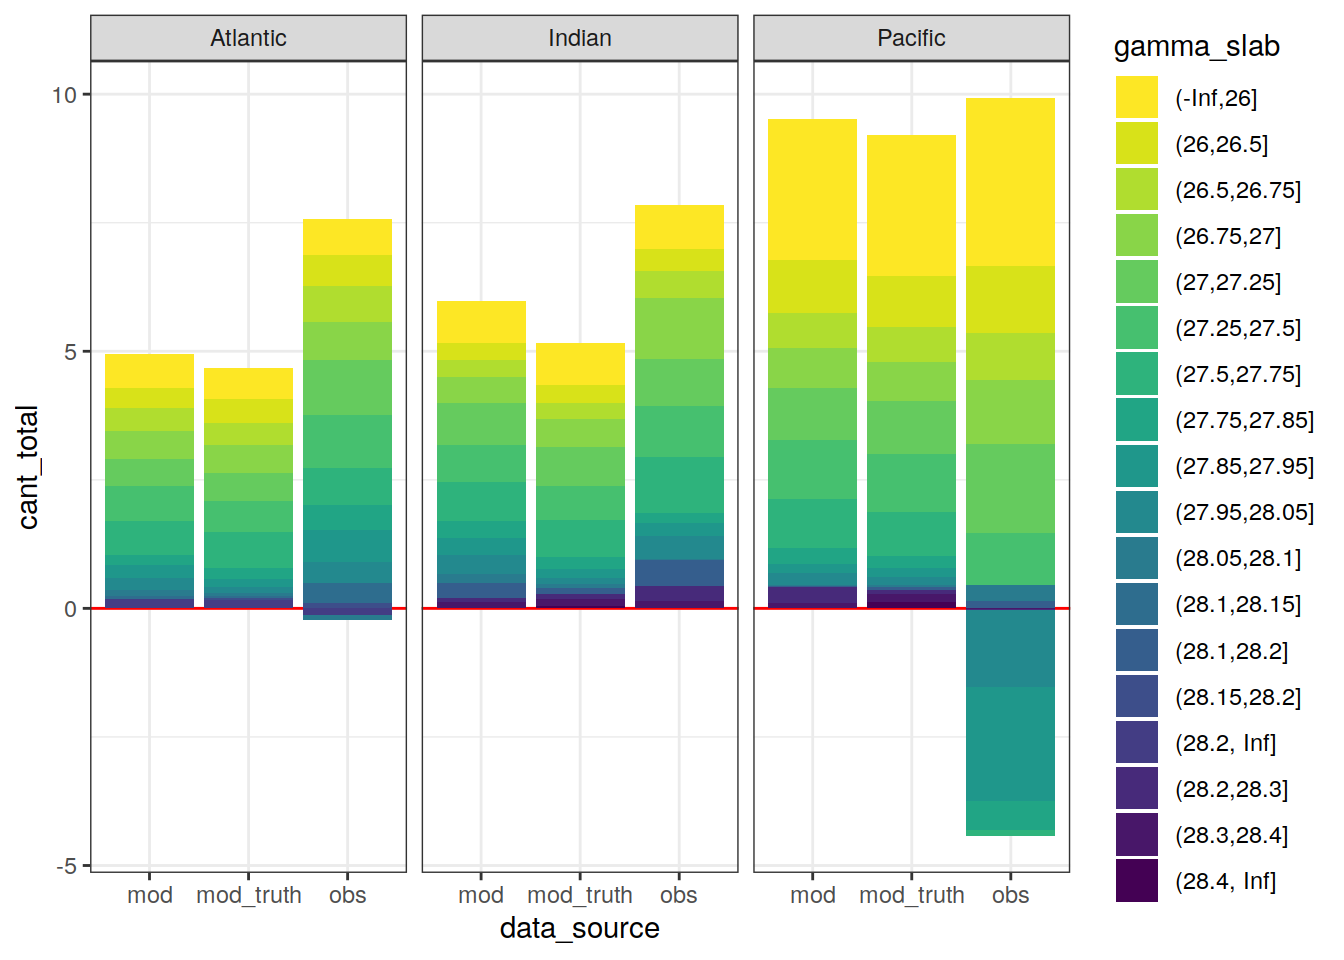 Atlantic
Indian
Pacific
gamma_slab
(-Inf,26]
(26,26.5]
(26.5,26.75]
(26.75,27]
(27,27.25]
(27.25,27.5]
(27.5,27.75]
(27.75,27.85]
(27.85,27.95]
(27.95,28.05]
(28.05,28.1]
(28.1,28.15]
(28.1,28.2]
(28.15,28.2]
(28.2, Inf]
(28.2,28.3]
(28.3,28.4]
(28.4, Inf]
cant_total
10
5
0
-5
mod mod_truth obs
mod mod_truth obs
mod mod_truth obs
data_source